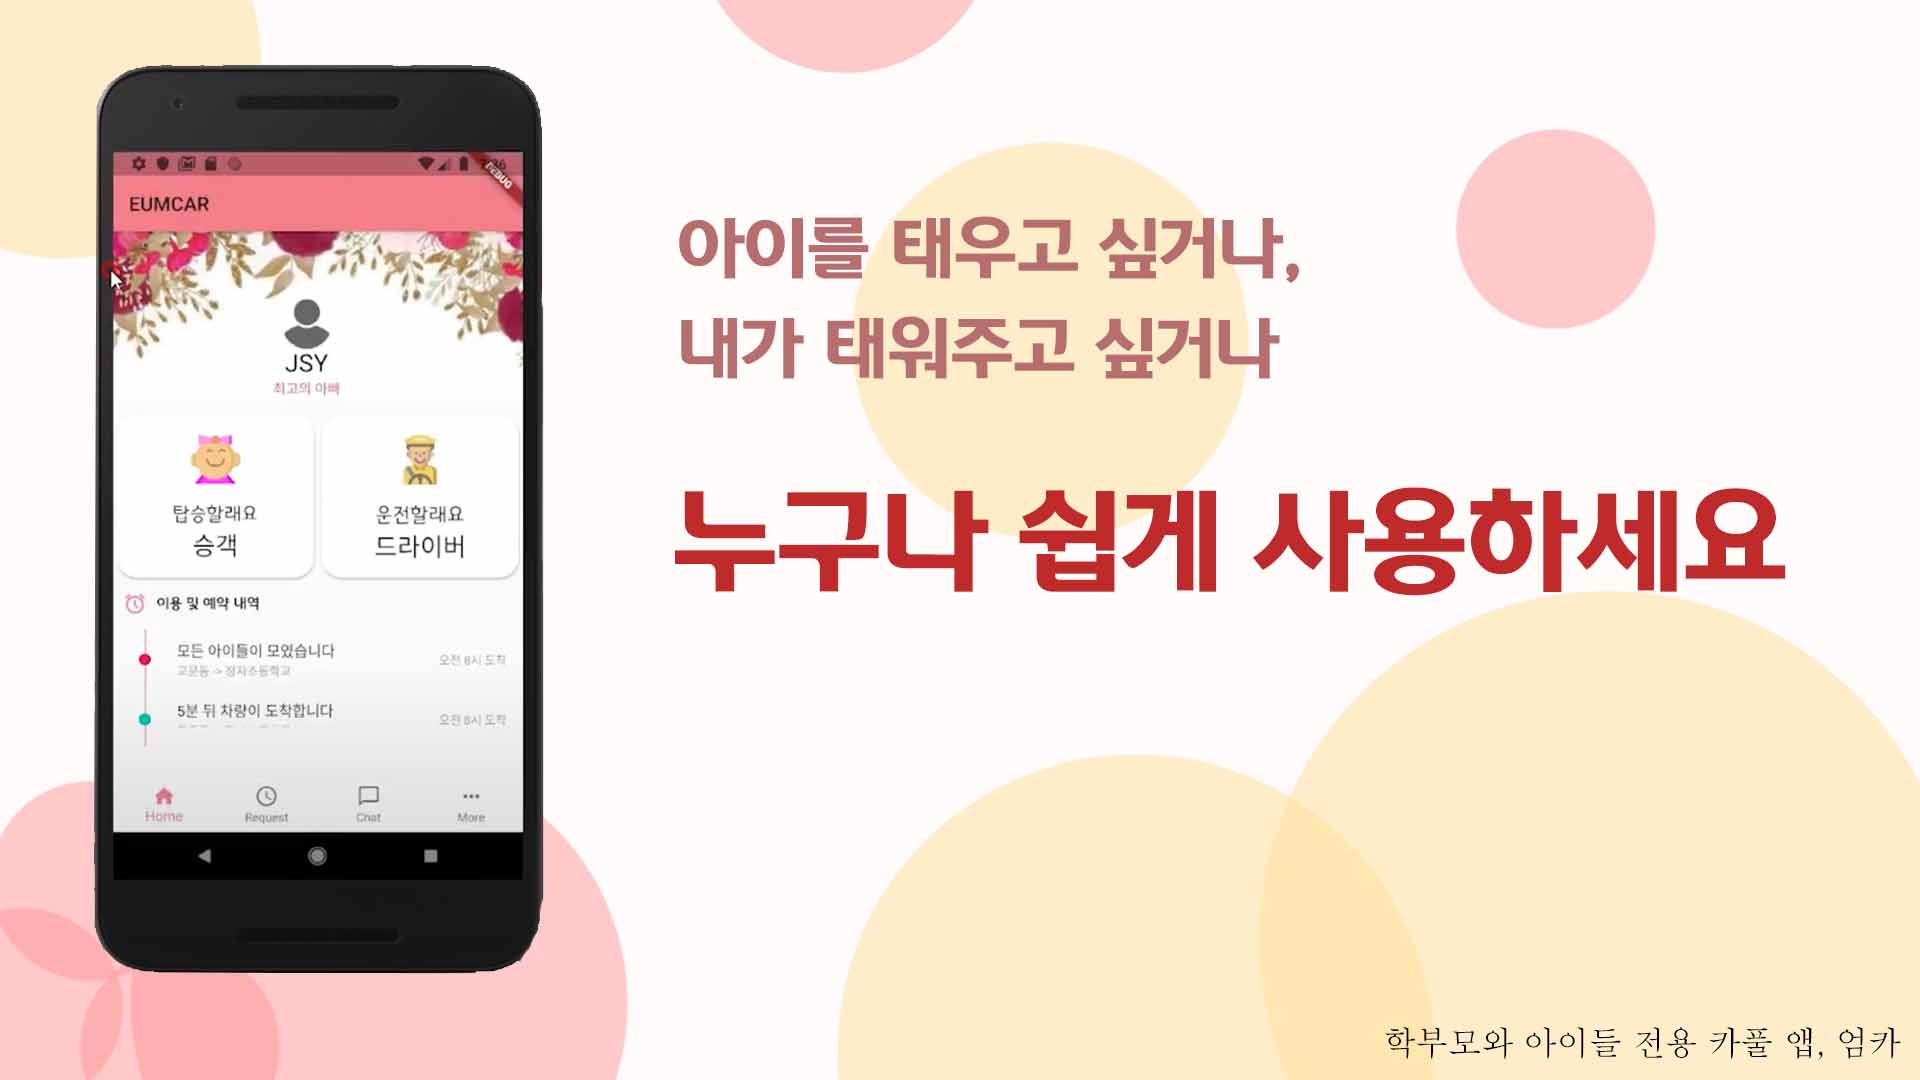 7:36
DEBUG
EUMCAR
JSY
최고의 아빠
탑승할래요
승객
운전할래요
드라이버
이용 및 예약 내역
모든 아이들이 모였습니다
교문동 -> 정자초등학교
오전 8시 도착
5분 뒤 차량이 도착합니다
오전 8시 도착
Home
Request
Chat
More
아이를 태우고 싶거나,
내가 태워주고 싶거나
누구나 쉽게 사용하세요
학부모와 아이들 전용 카풀 앱, 엄카